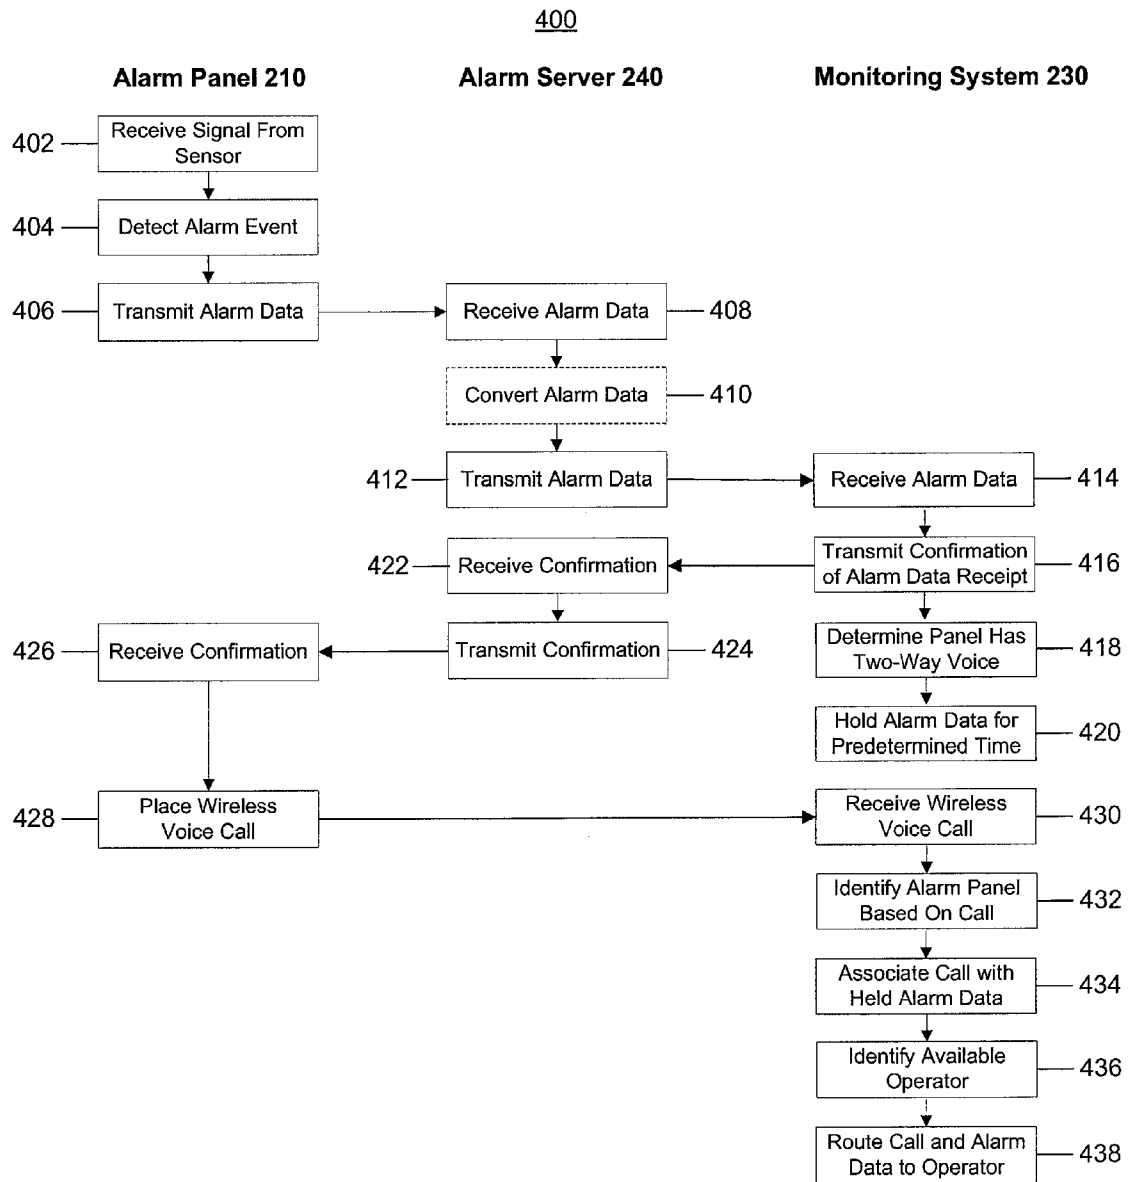 400
Alarm Panel 210
Alarm Server 240
Monitoring System 230
402
Receive Signal From
Sensor
404
Detect Alarm Event
406
Transmit Alarm Data
Receive Alarm Data
408
Convert Alarm Data
410
412
Transmit Alarm Data
Receive Alarm Data
414
422
Receive Confirmation
Transmit Confirmation
of Alarm Data Receipt
416
426
Receive Confirmation
Transmit Confirmation
424
Determine Panel Has
Two-Way Voice
418
Hold Alarm Data for
Predetermined Time
420
428
Place Wireless
Voice Call
Receive Wireless
Voice Call
430
Identify Alarm Panel
Based On Call
432
Associate Call with
Held Alarm Data
434
Identify Available
Operator
436
Route Call and Alarm
Data to Operator
438